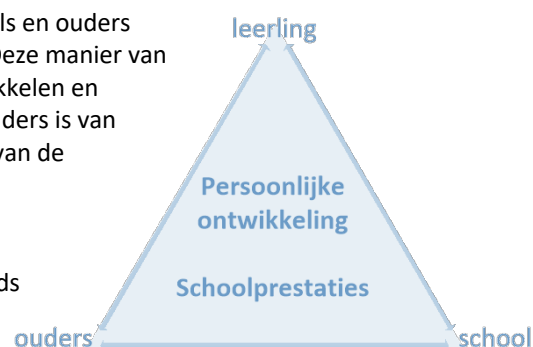 ls en ouders
Deze manier van
kkelen en
ders is van
van de
ds
leerling
Persoonlijke
ontwikkeling
Schoolprestaties
ouders
school